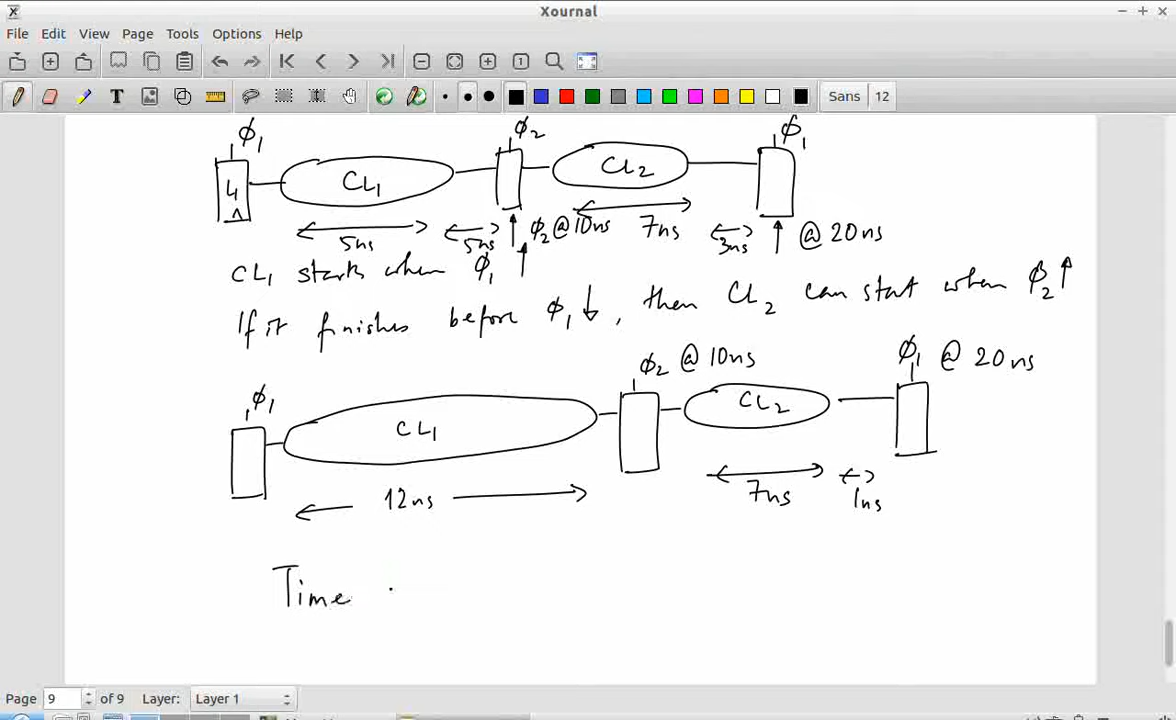 Xournal
File Edit View Page Tools Options Help
Sans 12
ϕ₁ ϕ₂ ϕ₁
4 CL₁ CL₂
5ns 5ns ϕ₂ @ 10ns 7ns 3ns @ 20ns
CL₁ starts when ϕ₁ ↑
If it finishes before ϕ₁ ↓, then CL₂ can start when ϕ₂ ↑
ϕ₁ ϕ₂ @ 10ns ϕ₁ @ 20ns
CL₁ CL₂
12ns 7ns 1ns
Time
Page 9 of 9 Layer: Layer 1